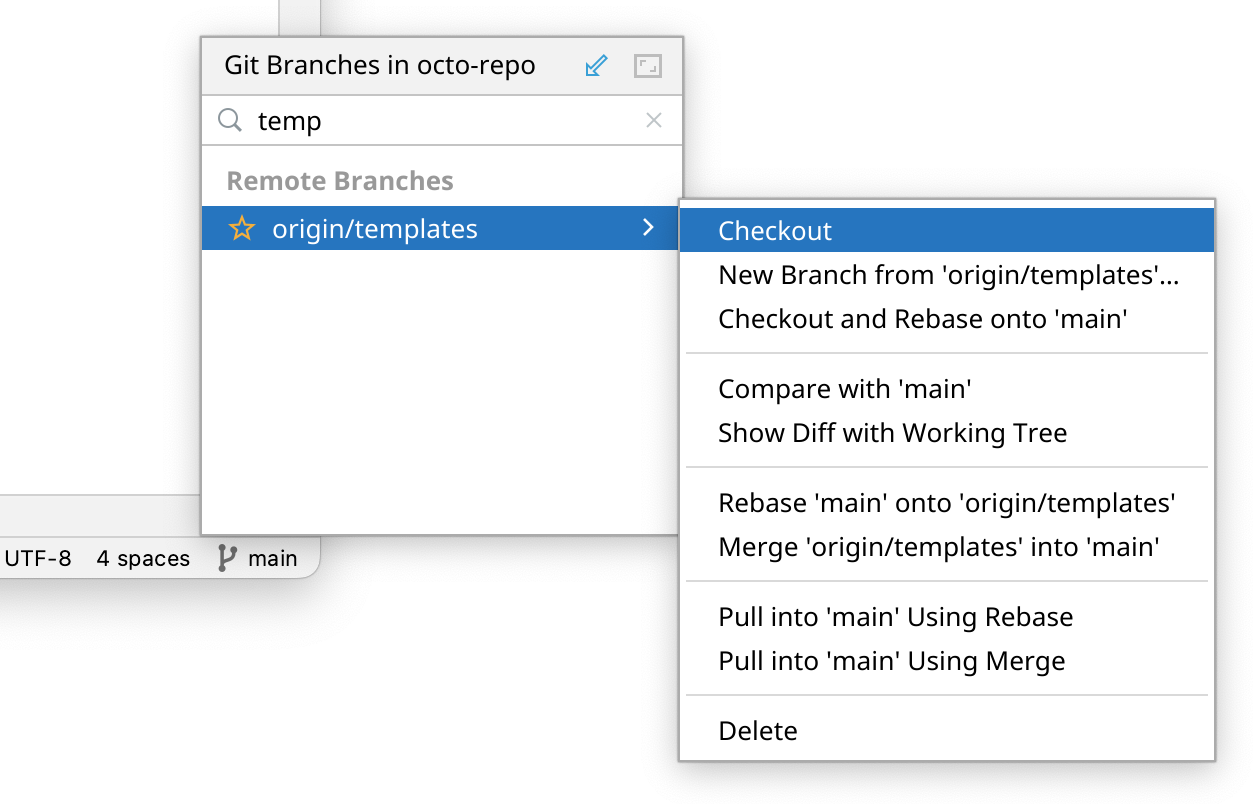 Git Branches in octo-repo
temp
Remote Branches
origin/templates
Checkout
New Branch from 'origin/templates'...
Checkout and Rebase onto 'main'
Compare with 'main'
Show Diff with Working Tree
Rebase 'main' onto 'origin/templates'
Merge 'origin/templates' into 'main'
Pull into 'main' Using Rebase
Pull into 'main' Using Merge
Delete
UTF-8 4 spaces main